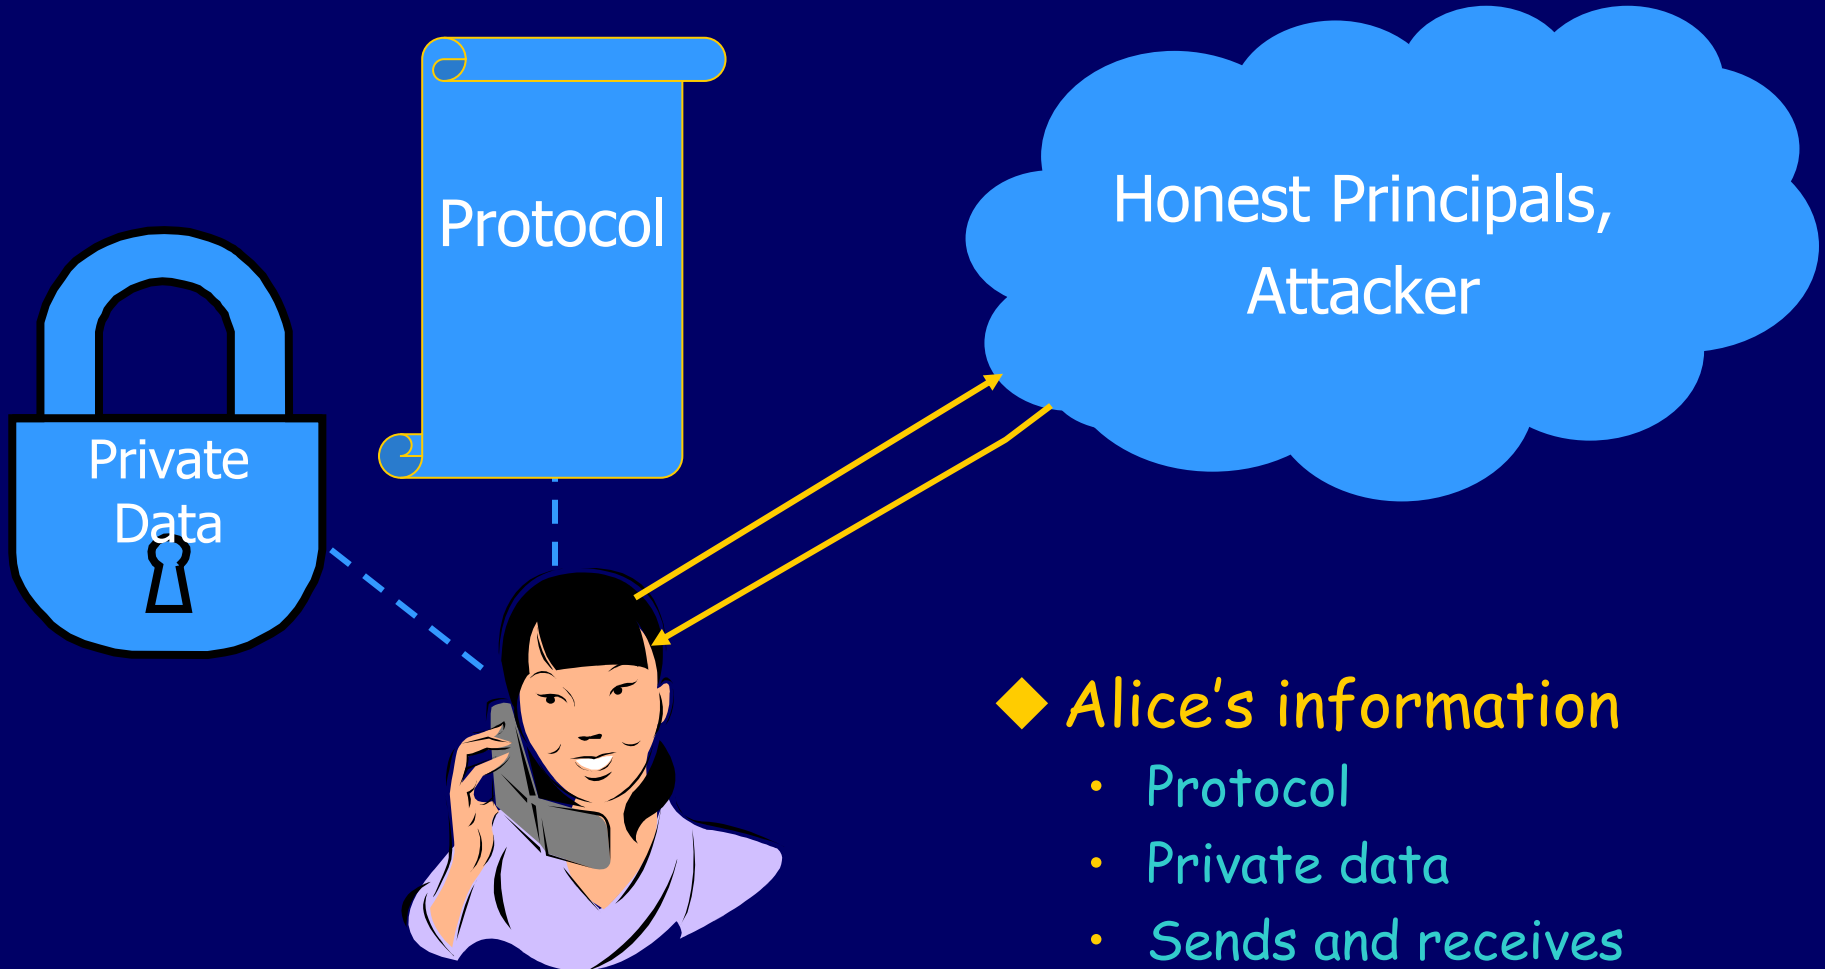 Protocol
Honest Principals,
Attacker
Private
Data
Alice’s information
• Protocol
• Private data
• Sends and receives